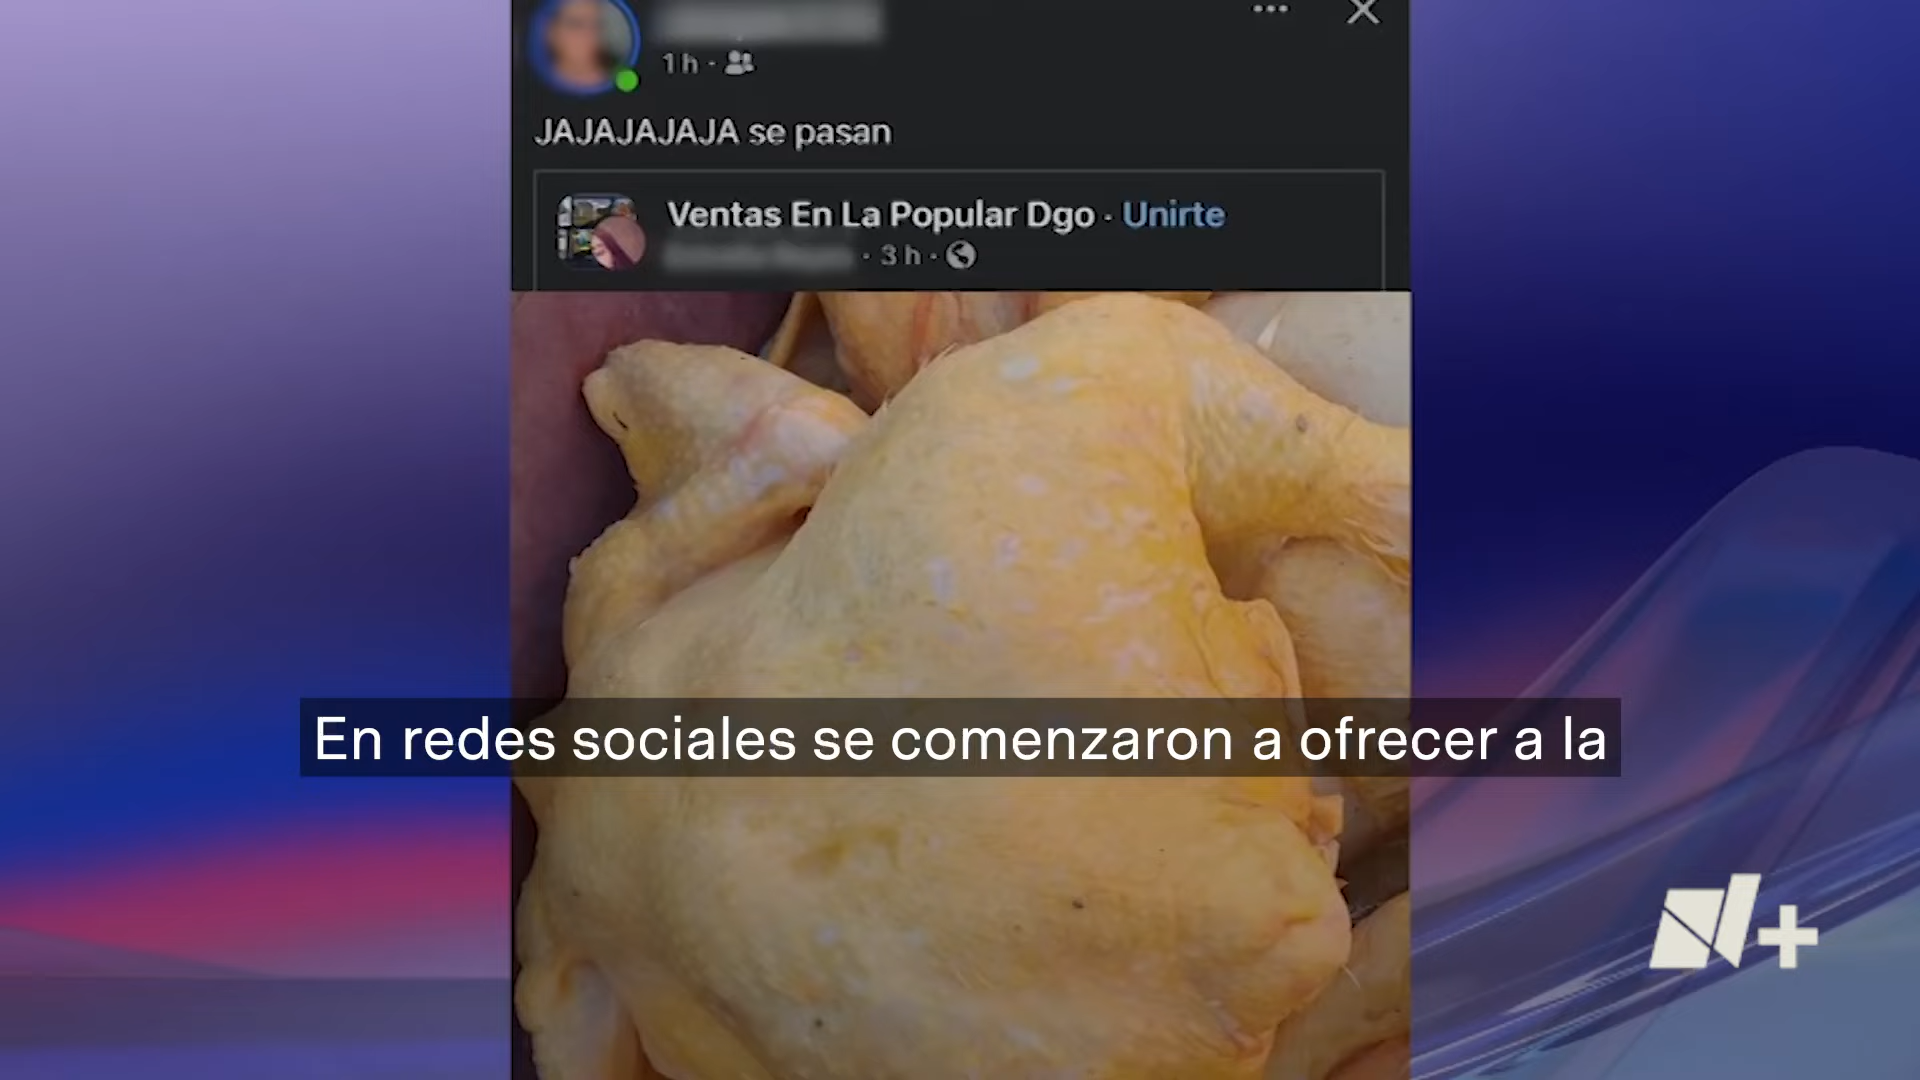 1 h ·
JAJAJAJAJA se pasan
Ventas En La Popular Dgo · Unirte
· 3 h ·
En redes sociales se comenzaron a ofrecer a la
N+